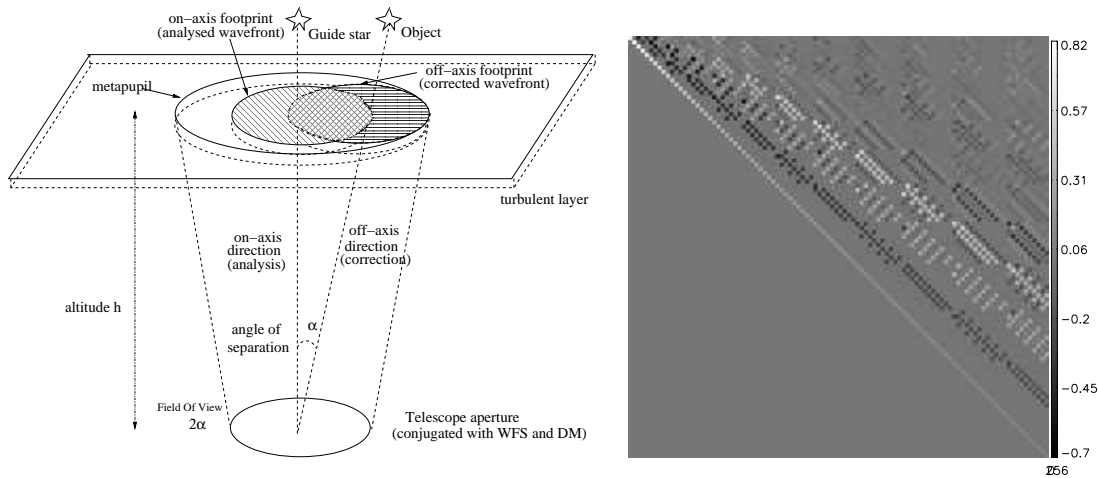 on-axis footprint
(analysed wavefront)
Guide star
Object
off-axis footprint
(corrected wavefront)
metapupil
turbulent layer
on-axis
direction
(analysis)
off-axis
direction
(correction)
altitude h
angle of
separation
α
Field Of View
2α
Telescope aperture
(conjugated with WFS and DM)
0.82
0.57
0.31
0.06
-0.2
-0.45
-0.7